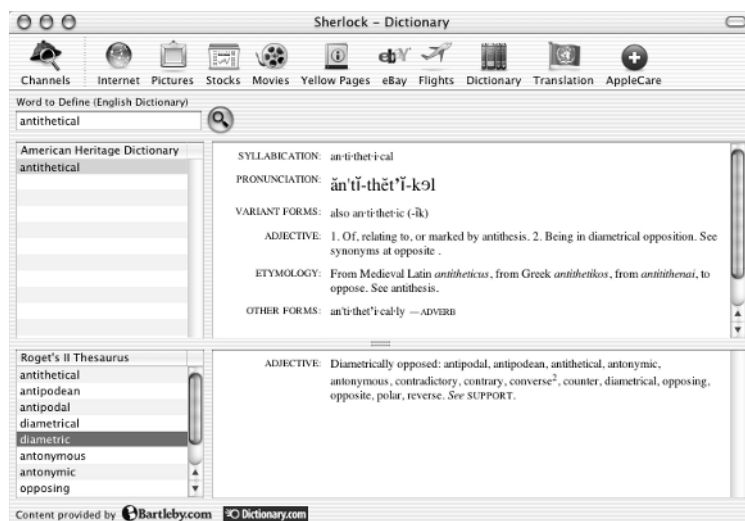 Sherlock – Dictionary
Channels Internet Pictures Stocks Movies Yellow Pages eBay Flights Dictionary Translation AppleCare
Word to Define (English Dictionary)
antithetical
American Heritage Dictionary
antithetical
SYLLABICATION: an·ti·thet·i·cal
PRONUNCIATION: ăn'tĭ-thĕt'ĭ-kəl
VARIANT FORMS: also an·ti·thet·ic (-ĭk)
ADJECTIVE: 1. Of, relating to, or marked by antithesis. 2. Being in diametrical opposition. See
synonyms at opposite .
ETYMOLOGY: From Medieval Latin antitheticus, from Greek antithetikos, from antitithenai, to
oppose. See antithesis.
OTHER FORMS: an'ti·thet'i·cal·ly —ADVERB
Roget's II Thesaurus
antithetical
antipodean
antipodal
diametrical
diametric
antonymous
antonymic
opposing
ADJECTIVE: Diametrically opposed: antipodal, antipodean, antithetical, antonymic,
antonymous, contradictory, contrary, converse², counter, diametrical, opposing,
opposite, polar, reverse. See SUPPORT.
Content provided by Bartleby.com Dictionary.com